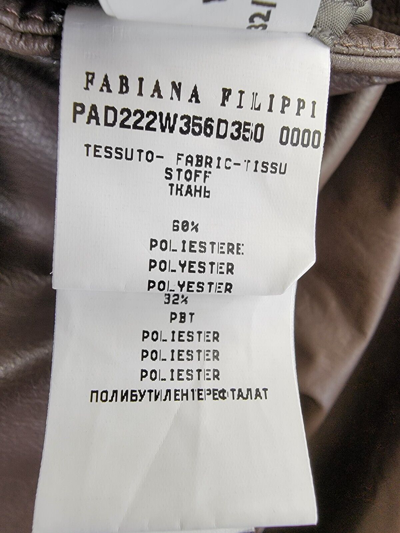 32/
FABIANA FILIPPI
PAD222W356D350 0000
TESSUTO- FABRIC-TISSU
STOFF
ТКАНЬ
60%
POLIESTERE
POLYESTER
POLYESTER
32%
PBT
POLIESTER
POLIESTER
POLIESTER
ПОЛИБУТИЛЕНТЕРЕФТАЛАТ